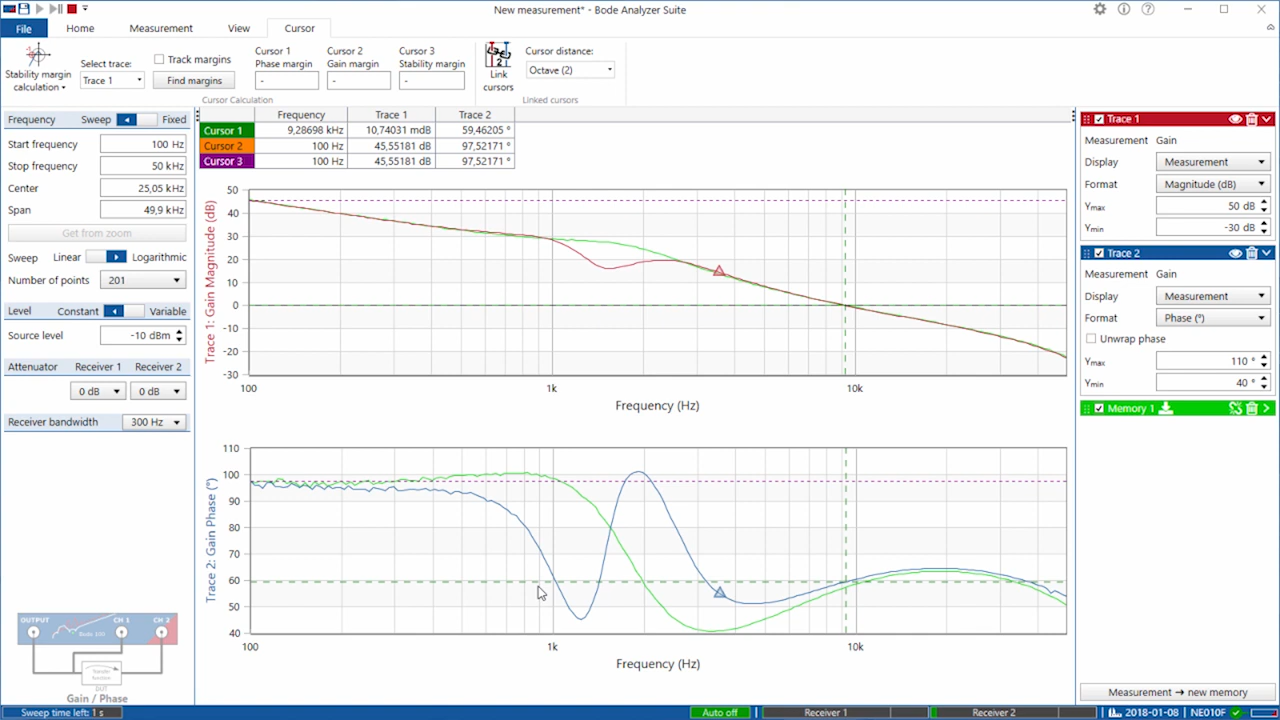 New measurement* - Bode Analyzer Suite
File Home Measurement View Cursor
Stability margin calculation
Select trace:
Trace 1
Track margins
Find margins
Cursor 1 Phase margin
-
Cursor 2 Gain margin
-
Cursor 3 Stability margin
-
Cursor Calculation
Link cursors
Cursor distance:
Octave (2)
Linked cursors
Frequency Sweep Fixed
Start frequency 100 Hz
Stop frequency 50 kHz
Center 25,05 kHz
Span 49,9 kHz
Get from zoom
Sweep Linear Logarithmic
Number of points 201
Level Constant Variable
Source level -10 dBm
Attenuator Receiver 1 Receiver 2
0 dB 0 dB
Receiver bandwidth 300 Hz
OUTPUT CH 1 CH 2
Bode 100
Transfer function
DUT
Gain / Phase
Frequency Trace 1 Trace 2
Cursor 1 9,28698 kHz 10,74031 mdB 59,46205 °
Cursor 2 100 Hz 45,55181 dB 97,52171 °
Cursor 3 100 Hz 45,55181 dB 97,52171 °
Trace 1: Gain Magnitude (dB)
50
40
30
20
10
0
-10
-20
-30
100 1k 10k
Frequency (Hz)
Trace 2: Gain Phase (°)
110
100
90
80
70
60
50
40
100 1k 10k
Frequency (Hz)
Trace 1
Measurement Gain
Display Measurement
Format Magnitude (dB)
Ymax 50 dB
Ymin -30 dB
Trace 2
Measurement Gain
Display Measurement
Format Phase (°)
Unwrap phase
Ymax 110 °
Ymin 40 °
Memory 1
Measurement → new memory
Sweep time left: 1 s Auto off Receiver 1 Receiver 2 2018-01-08 NE010F